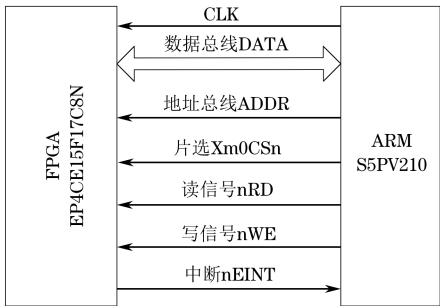 CLK
数据总线DATA
地址总线ADDR
片选Xm0CSn
读信号nRD
写信号nWE
中断nEINT
FPGA
EP4CE15F17C8N
ARM
S5PV210